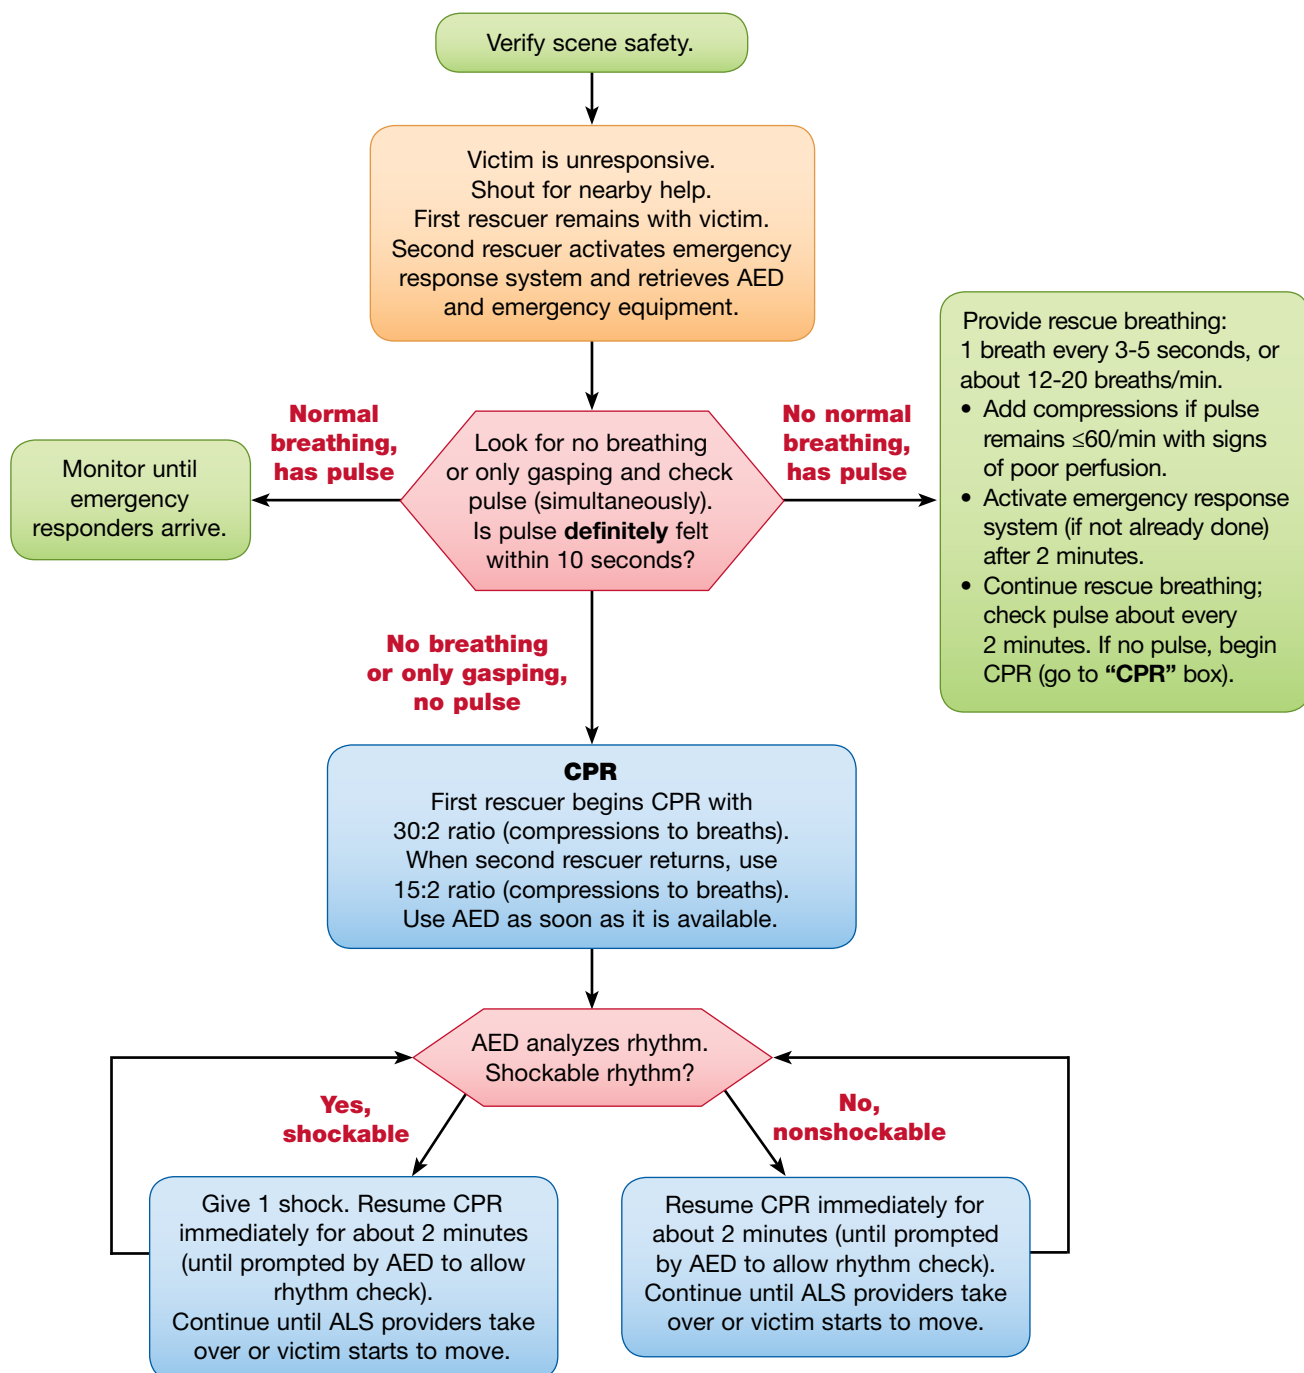 Verify scene safety.
Victim is unresponsive.
Shout for nearby help.
First rescuer remains with victim.
Second rescuer activates emergency
response system and retrieves AED
and emergency equipment.
Normal
breathing,
has pulse
Monitor until
emergency
responders arrive.
Look for no breathing
or only gasping and check
pulse (simultaneously).
Is pulse definitely felt
within 10 seconds?
No normal
breathing,
has pulse
Provide rescue breathing:
1 breath every 3-5 seconds, or
about 12-20 breaths/min.
• Add compressions if pulse
remains ≤60/min with signs
of poor perfusion.
• Activate emergency response
system (if not already done)
after 2 minutes.
• Continue rescue breathing;
check pulse about every
2 minutes. If no pulse, begin
CPR (go to “CPR” box).
No breathing
or only gasping,
no pulse
CPR
First rescuer begins CPR with
30:2 ratio (compressions to breaths).
When second rescuer returns, use
15:2 ratio (compressions to breaths).
Use AED as soon as it is available.
AED analyzes rhythm.
Shockable rhythm?
Yes,
shockable
No,
nonshockable
Give 1 shock. Resume CPR
immediately for about 2 minutes
(until prompted by AED to allow
rhythm check).
Continue until ALS providers take
over or victim starts to move.
Resume CPR immediately for
about 2 minutes (until prompted
by AED to allow rhythm check).
Continue until ALS providers take
over or victim starts to move.